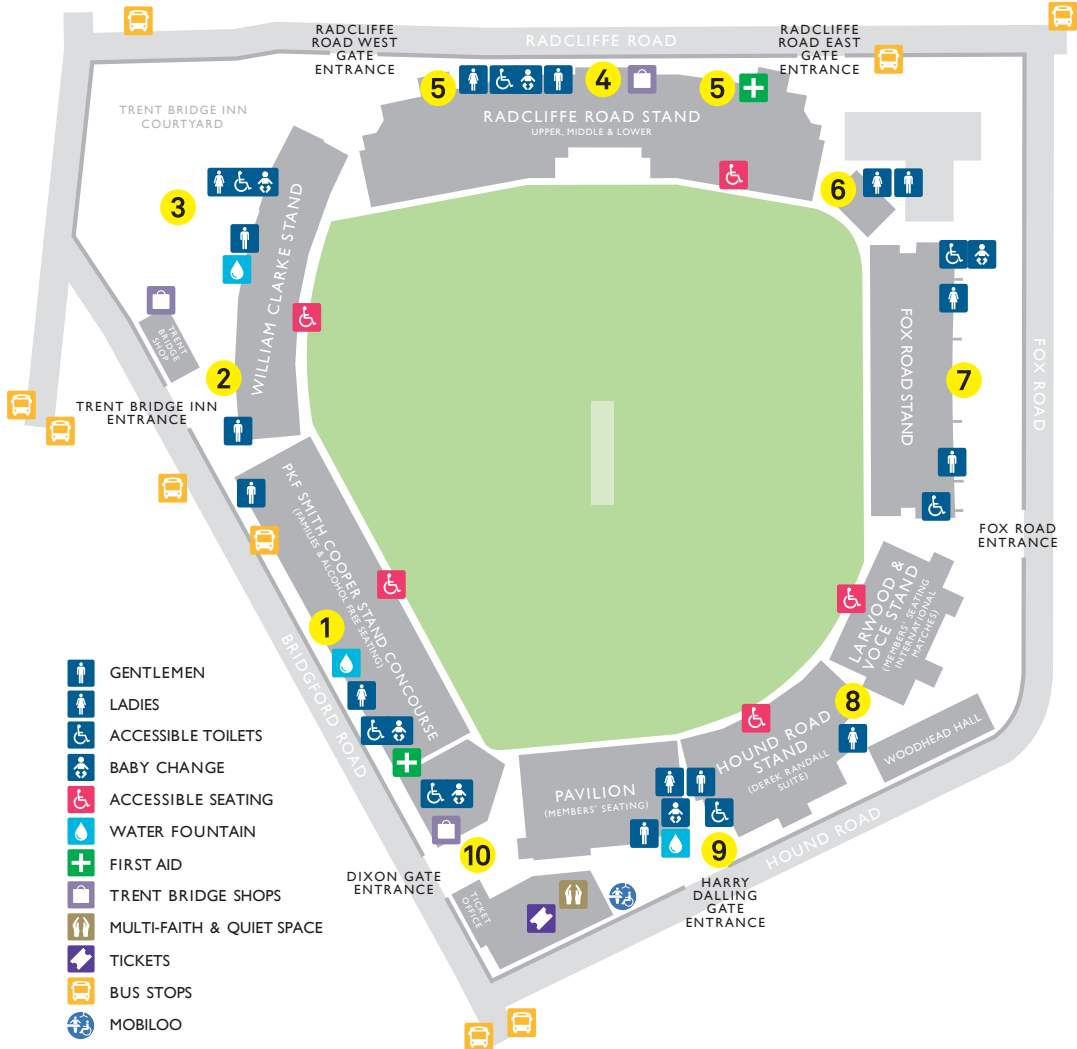 RADCLIFFE
ROAD WEST
GATE
ENTRANCE
RADCLIFFE ROAD
RADCLIFFE
ROAD EAST
GATE
ENTRANCE
TRENT BRIDGE INN
COURTYARD
5
4
5
RADCLIFFE ROAD STAND
UPPER, MIDDLE & LOWER
3
6
WILLIAM CLARKE STAND
TRENT
BRIDGE
SHOP
2
TRENT BRIDGE INN
ENTRANCE
FOX ROAD STAND
7
FOX ROAD
FOX ROAD
ENTRANCE
PKF SMITH COOPER STAND CONCOURSE
(FAMILIES & ALCOHOL FREE SEATING)
1
BRIDGFORD ROAD
LARWOOD &
VOCE STAND
(MEMBERS' SEATING
INTERNATIONAL
MATCHES)
8
HOUND ROAD
STAND
(DEREK RANDALL
SUITE)
WOODHEAD HALL
PAVILION
(MEMBERS' SEATING)
HOUND ROAD
10
9
DIXON GATE
ENTRANCE
HARRY
DALLING
GATE
ENTRANCE
TICKET
OFFICE
GENTLEMEN
LADIES
ACCESSIBLE TOILETS
BABY CHANGE
ACCESSIBLE SEATING
WATER FOUNTAIN
FIRST AID
TRENT BRIDGE SHOPS
MULTI-FAITH & QUIET SPACE
TICKETS
BUS STOPS
MOBILOO